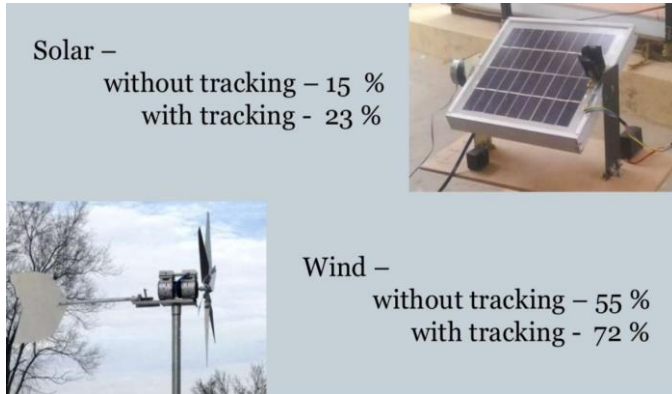 Solar –
without tracking – 15 %
with tracking - 23 %
Wind –
without tracking – 55 %
with tracking - 72 %